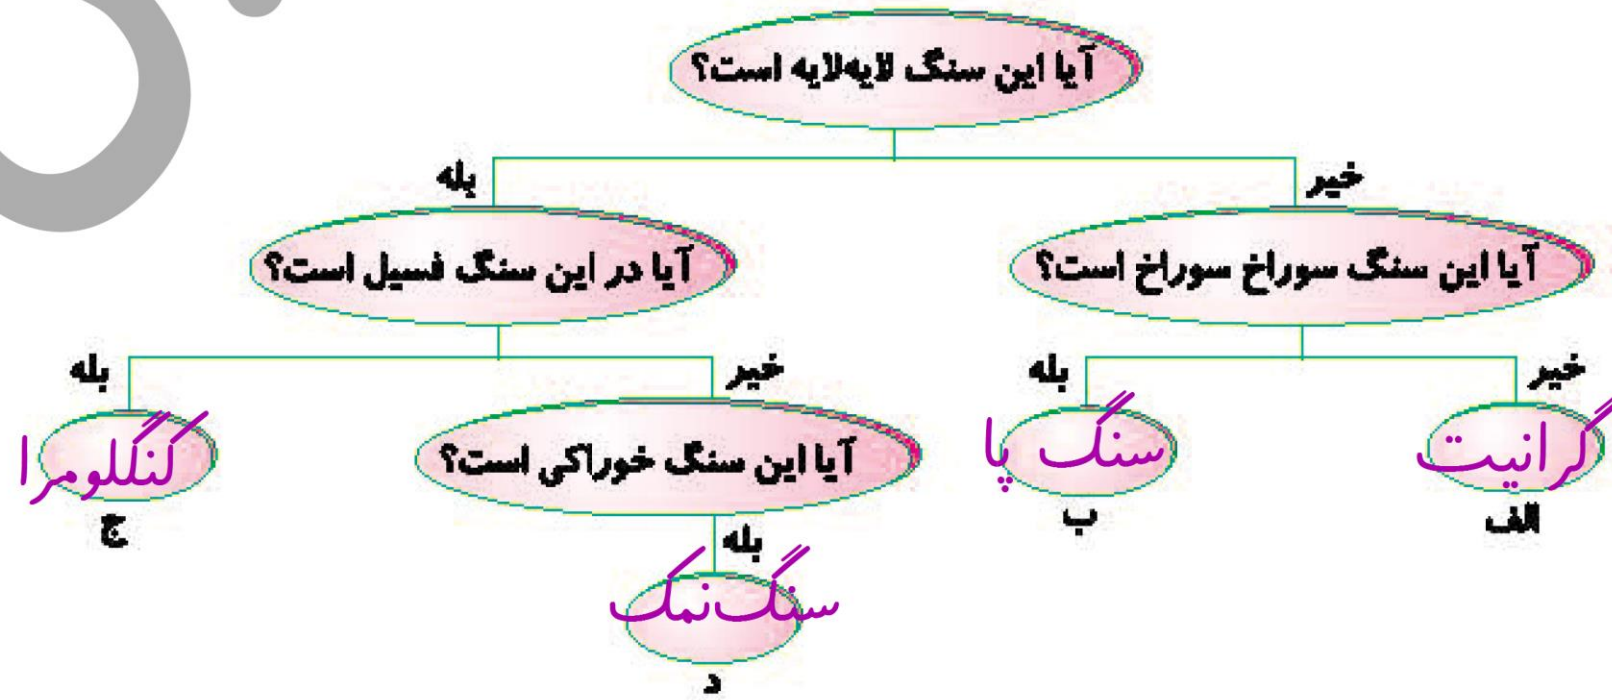 آیا این سنگ لایه‌لایه است؟
خیر
بله
آیا این سنگ سوراخ سوراخ است؟
آیا در این سنگ فسیل است؟
خیر
بله
خیر
بله
گرانیت
سنگ پا
آیا این سنگ خوراکی است؟
کنگلومرا
الف
ب
ج
بله
سنگ‌نمک
د